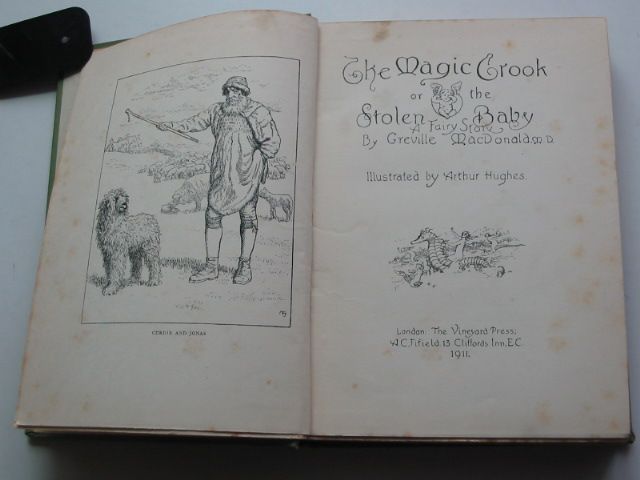 CURDIE AND JONAS
The Magic Crook
or the
Stolen Baby
A Fairy Story
By Greville MacDonald, M.D.
Illustrated by Arthur Hughes.
London: The Vineyard Press;
A.C. Fifield, 13 Cliffords Inn, E.C
1911.